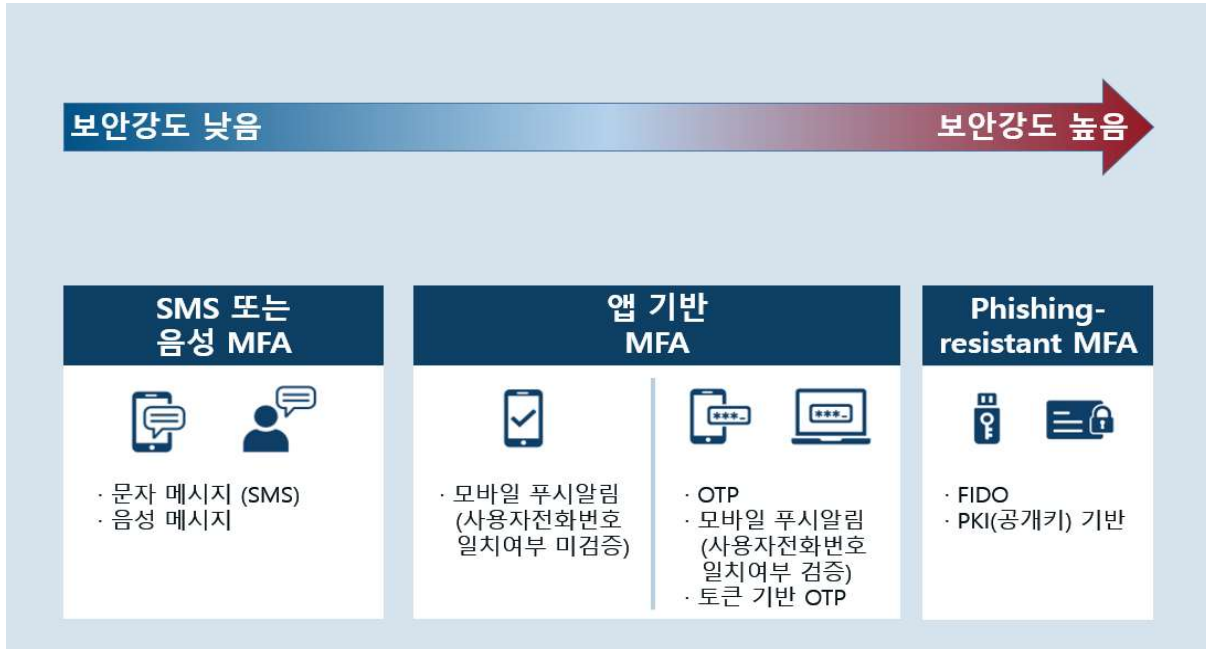 보안강도 낮음
보안강도 높음
SMS 또는
음성 MFA
· 문자 메시지 (SMS)
· 음성 메시지
앱 기반
MFA
· 모바일 푸시알림
(사용자전화번호
일치여부 미검증)
***_
***_
· OTP
· 모바일 푸시알림
(사용자전화번호
일치여부 검증)
· 토큰 기반 OTP
Phishing-
resistant MFA
· FIDO
· PKI(공개키) 기반